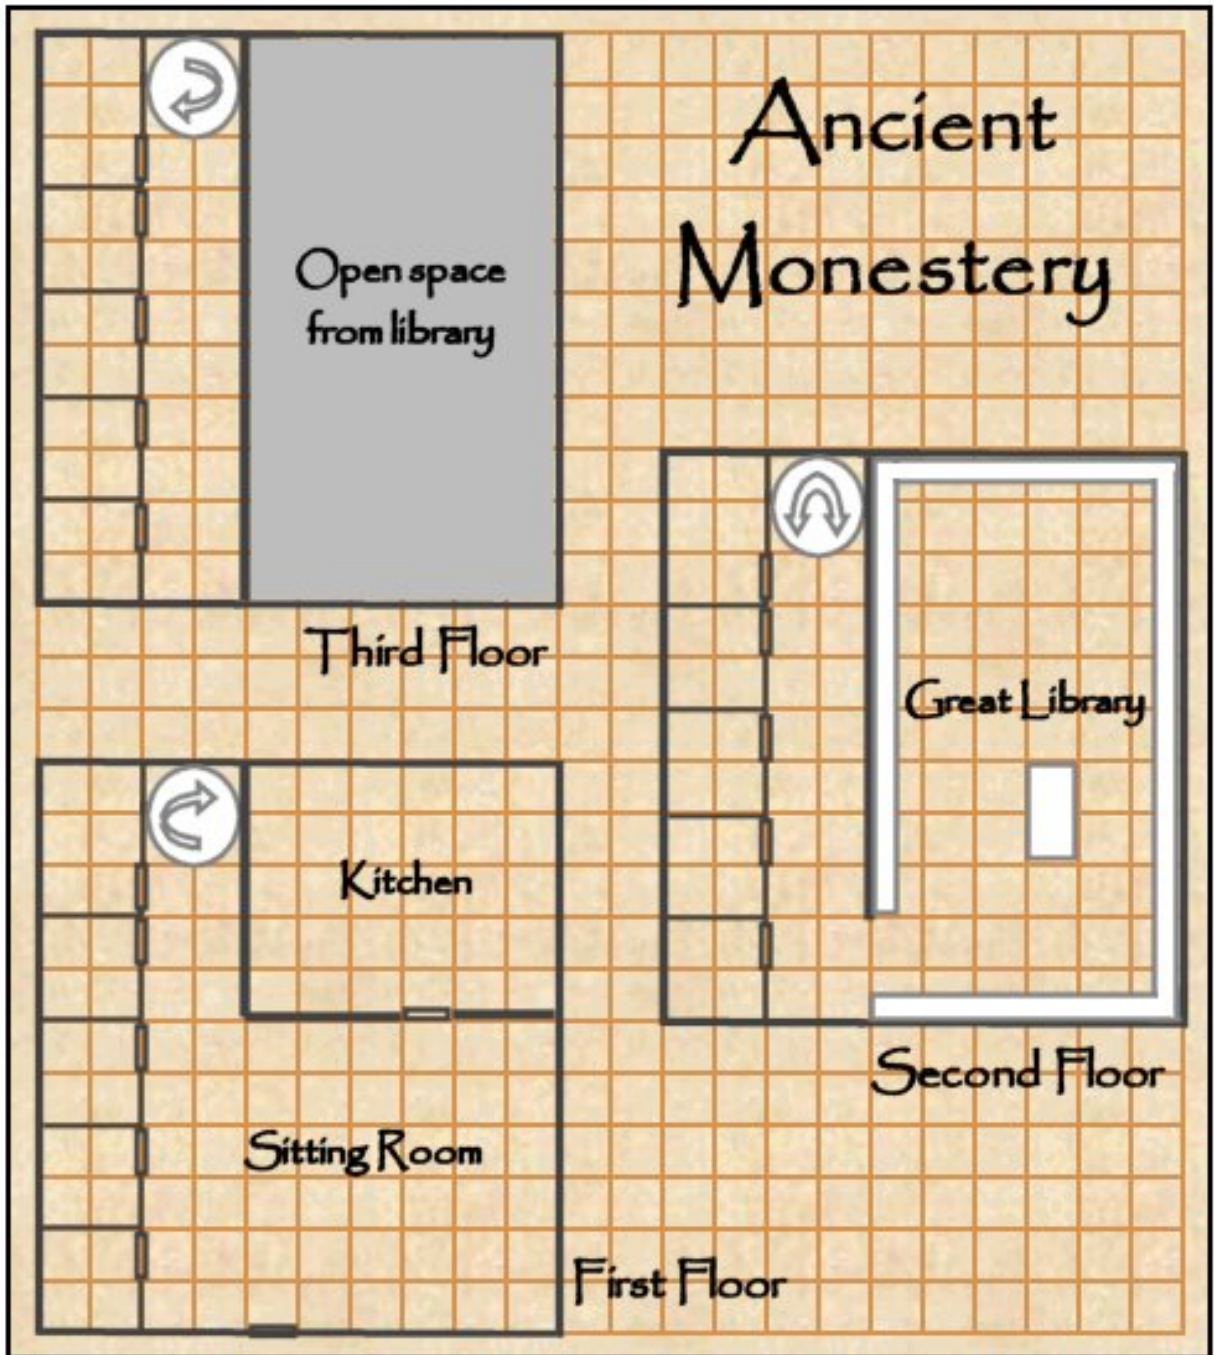 Ancient
Monestery
Open space
from library
Third Floor
Great Library
Second Floor
Kitchen
Sitting Room
First Floor